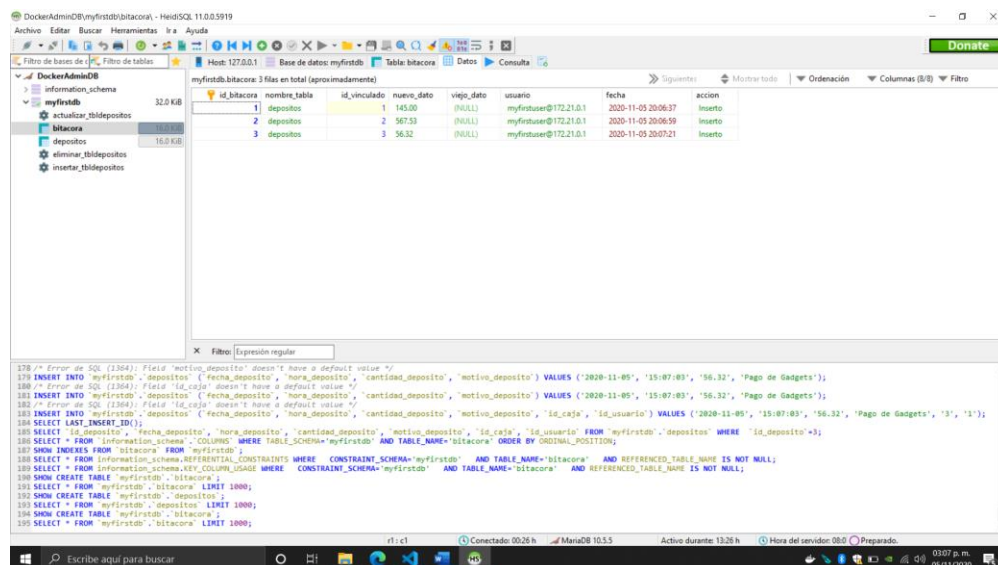 DockerAdminDB\myfirstdb\bitacora\ - HeidiSQL 11.0.0.5919
Archivo Editar Buscar Herramientas Ir a Ayuda
Donate
Filtro de bases de Filtro de tablas
Host: 127.0.0.1 Base de datos: myfirstdb Tabla: bitacora Datos Consulta
DockerAdminDB
information_schema
myfirstdb 32.0 KiB
actualizar_tbldepositos
bitacora 16.0 KiB
depositos 16.0 KiB
eliminar_tbldepositos
insertar_tbldepositos
myfirstdb.bitacora: 3 filas en total (aproximadamente)
Siguientes Mostrar todo Ordenación Columnas (8/8) Filtro
id_bitacora nombre_tabla id_vinculado nuevo_dato viejo_dato usuario fecha accion
1 depositos 1 145.00 (NULL) myfirstuser@172.21.0.1 2020-11-05 20:06:37 Inserto
2 depositos 2 567.53 (NULL) myfirstuser@172.21.0.1 2020-11-05 20:06:59 Inserto
3 depositos 3 56.32 (NULL) myfirstuser@172.21.0.1 2020-11-05 20:07:21 Inserto
Filtro: Expresión regular
178 /* Error de SQL (1364): Field 'motivo_deposito' doesn't have a default value */
179 INSERT INTO `myfirstdb`.`depositos` (`fecha_deposito`, `hora_deposito`, `cantidad_deposito`, `motivo_deposito`) VALUES ('2020-11-05', '15:07:03', '56.32', 'Pago de Gadgets');
180 /* Error de SQL (1364): Field 'id_caja' doesn't have a default value */
181 INSERT INTO `myfirstdb`.`depositos` (`fecha_deposito`, `hora_deposito`, `cantidad_deposito`, `motivo_deposito`) VALUES ('2020-11-05', '15:07:03', '56.32', 'Pago de Gadgets');
182 /* Error de SQL (1364): Field 'id_caja' doesn't have a default value */
183 INSERT INTO `myfirstdb`.`depositos` (`fecha_deposito`, `hora_deposito`, `cantidad_deposito`, `motivo_deposito`, `id_caja`, `id_usuario`) VALUES ('2020-11-05', '15:07:03', '56.32', 'Pago de Gadgets', '3', '1');
184 SELECT LAST_INSERT_ID();
185 SELECT `id_deposito`, `fecha_deposito`, `hora_deposito`, `cantidad_deposito`, `motivo_deposito`, `id_caja`, `id_usuario` FROM `myfirstdb`.`depositos` WHERE `id_deposito`=3;
186 SELECT * FROM `information_schema`.`COLUMNS` WHERE TABLE_SCHEMA='myfirstdb' AND TABLE_NAME='bitacora' ORDER BY ORDINAL_POSITION;
187 SHOW INDEXES FROM `bitacora` FROM `myfirstdb`;
188 SELECT * FROM information_schema.REFERENTIAL_CONSTRAINTS WHERE CONSTRAINT_SCHEMA='myfirstdb' AND TABLE_NAME='bitacora' AND REFERENCED_TABLE_NAME IS NOT NULL;
189 SELECT * FROM information_schema.KEY_COLUMN_USAGE WHERE CONSTRAINT_SCHEMA='myfirstdb' AND TABLE_NAME='bitacora' AND REFERENCED_TABLE_NAME IS NOT NULL;
190 SHOW CREATE TABLE `myfirstdb`.`bitacora`;
191 SELECT * FROM `myfirstdb`.`bitacora` LIMIT 1000;
192 SHOW CREATE TABLE `myfirstdb`.`depositos`;
193 SELECT * FROM `myfirstdb`.`depositos` LIMIT 1000;
194 SHOW CREATE TABLE `myfirstdb`.`bitacora`;
195 SELECT * FROM `myfirstdb`.`bitacora` LIMIT 1000;
r1 : c1 Conectado: 00:26 h MariaDB 10.5.5 Activo durante: 13:26 h Hora del servidor: 08:0 Preparado.
Escribe aquí para buscar
03:07 p. m.
05/11/2020